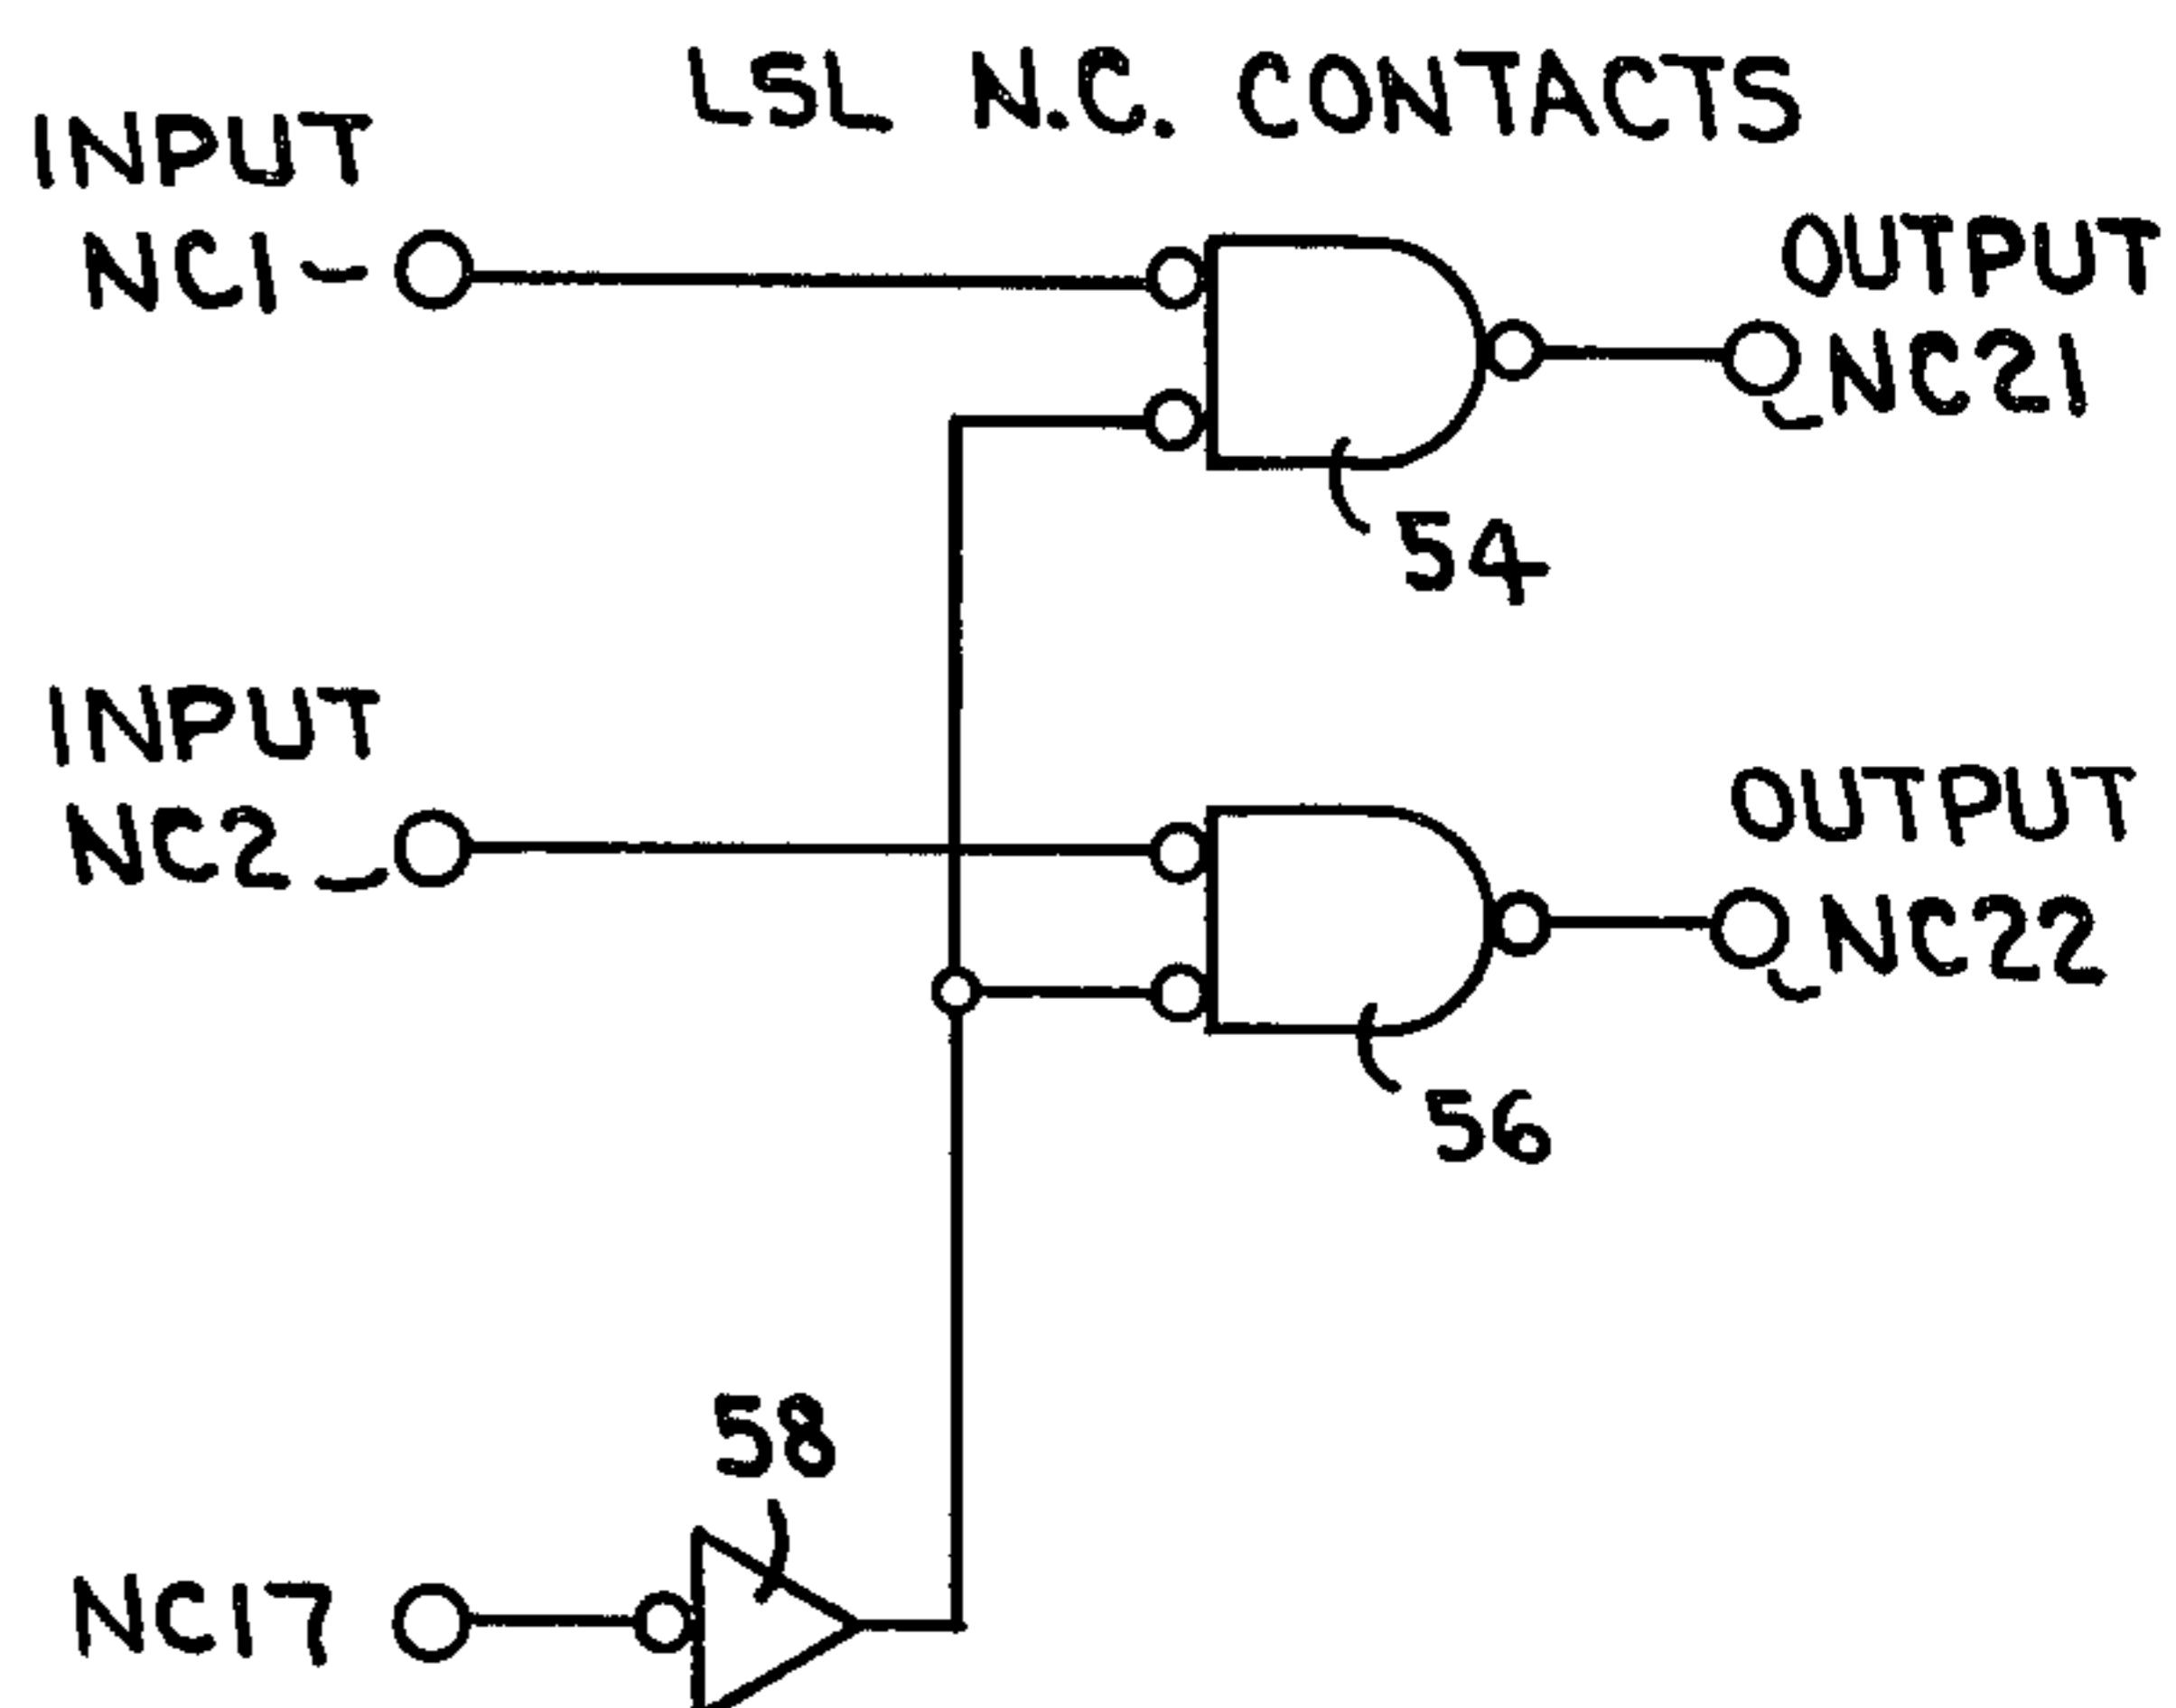 LSL N.C. CONTACTS
INPUT
NC1
OUTPUT
NC21
54
INPUT
NC2
OUTPUT
NC22
56
58
NC17